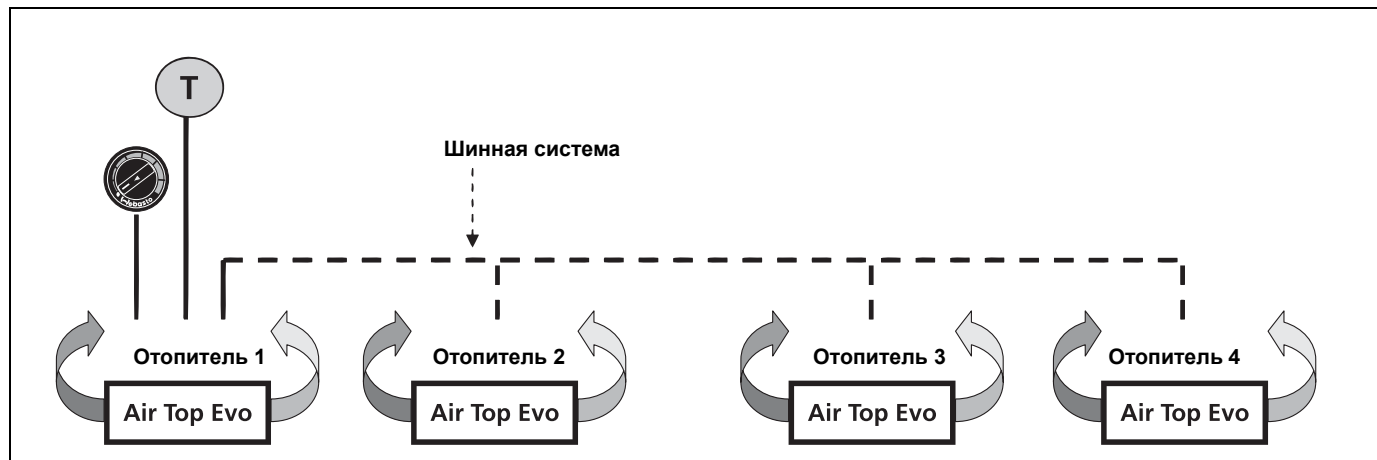 T
Webasto
Шинная система
Отопитель 1
Отопитель 2
Отопитель 3
Отопитель 4
Air Top Evo
Air Top Evo
Air Top Evo
Air Top Evo